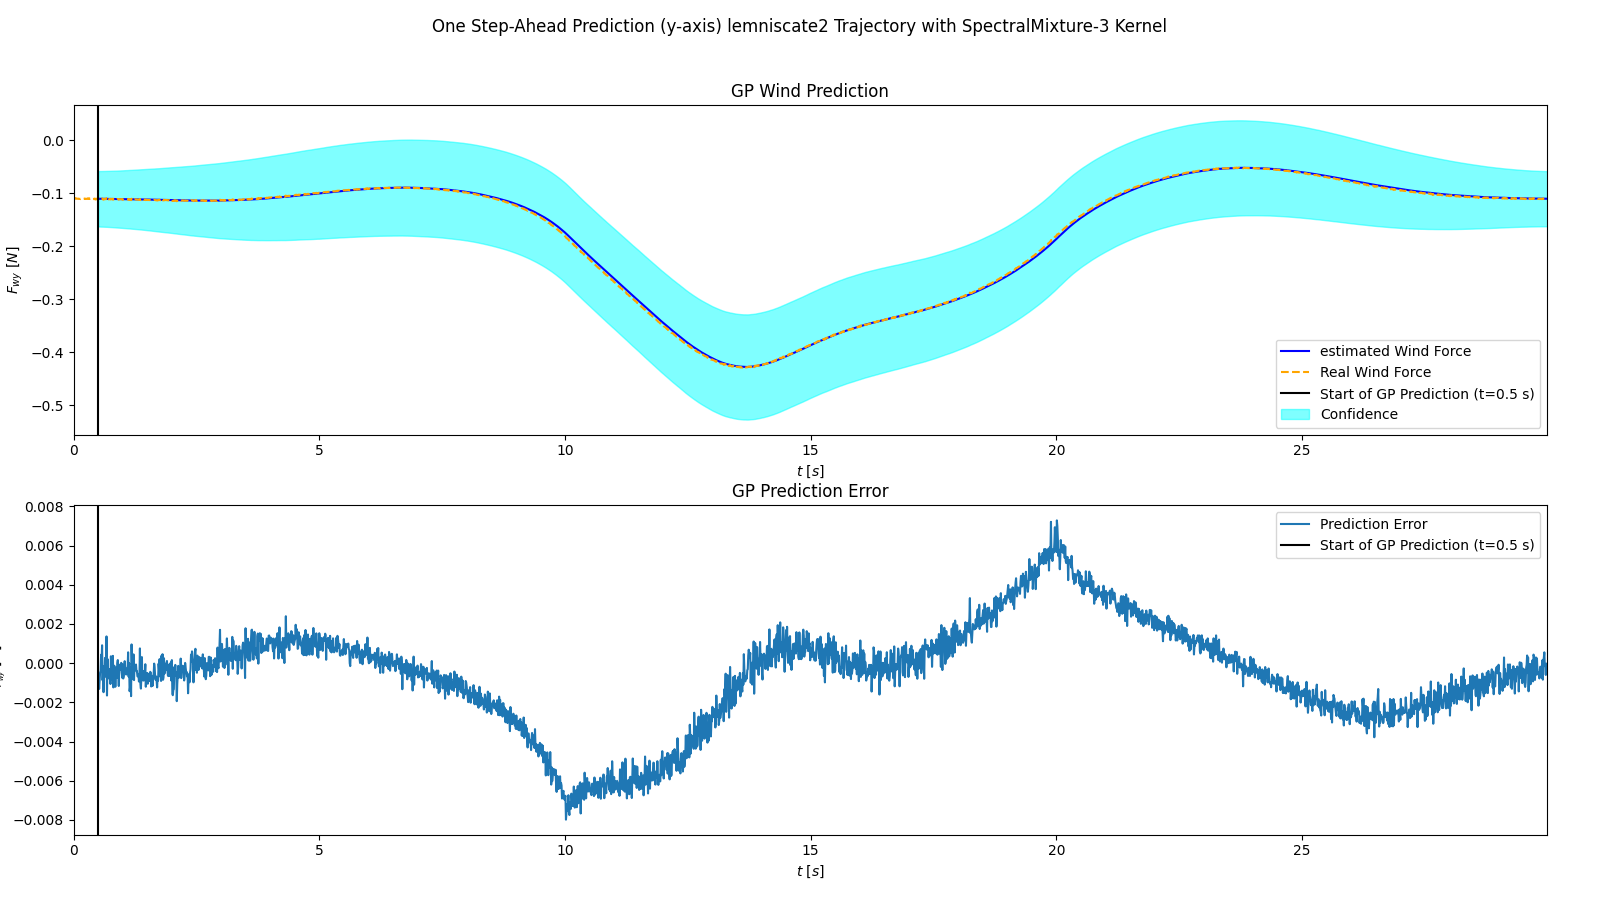 One Step-Ahead Prediction (y-axis) lemniscate2 Trajectory with SpectralMixture-3 Kernel
GP Wind Prediction
0.0
−0.1
−0.2
−0.3
−0.4
−0.5
F_wy [N]
estimated Wind Force
Real Wind Force
Start of GP Prediction (t=0.5 s)
Confidence
0 5 10 15 20 25
t [s]
GP Prediction Error
0.008
0.006
0.004
0.002
0.000
−0.002
−0.004
−0.006
−0.008
Prediction Error
Start of GP Prediction (t=0.5 s)
0 5 10 15 20 25
t [s]